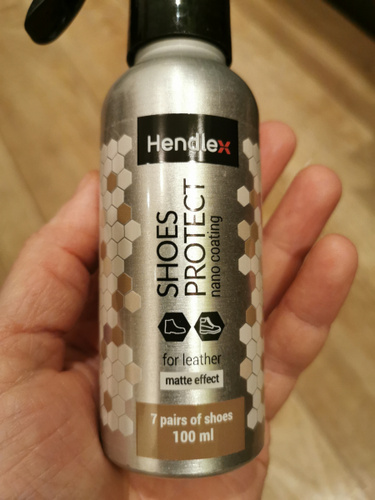 Hendlex
SHOES
PROTECT
nano coating
for leather
matte effect
7 pairs of shoes
100 ml